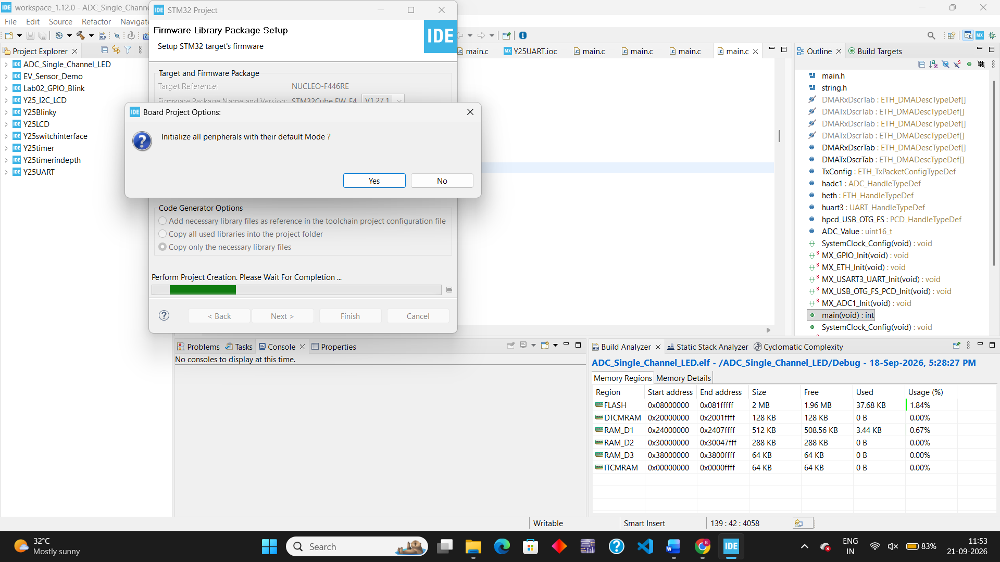 workspace_1.12.0 - ADC_Single_Channe
File Edit Source Refactor Navigate
Project Explorer
ADC_Single_Channel_LED
EV_Sensor_Demo
Lab02_GPIO_Blink
Y25_I2C_LCD
Y25Blinky
Y25LCD
Y25switchinterface
Y25timer
Y25timerindepth
Y25UART
IDE STM32 Project
Firmware Library Package Setup
Setup STM32 target's firmware
IDE
Target and Firmware Package
Target Reference: NUCLEO-F446RE
Firmware Package Name and Version: STM32Cube FW_F4 V1.27.1
IDE Board Project Options:
Initialize all peripherals with their default Mode ?
Yes No
Code Generator Options
Add necessary library files as reference in the toolchain project configuration file
Copy all used libraries into the project folder
Copy only the necessary library files
Perform Project Creation. Please Wait For Completion ...
< Back Next > Finish Cancel
main.c Y25UART.ioc main.c main.c main.c main.c
Outline Build Targets
main.h
string.h
DMARxDscrTab : ETH_DMADescTypeDef[]
DMATxDscrTab : ETH_DMADescTypeDef[]
DMARxDscrTab : ETH_DMADescTypeDef[]
DMATxDscrTab : ETH_DMADescTypeDef[]
DMARxDscrTab : ETH_DMADescTypeDef[]
DMATxDscrTab : ETH_DMADescTypeDef[]
TxConfig : ETH_TxPacketConfigTypeDef
hadc1 : ADC_HandleTypeDef
heth : ETH_HandleTypeDef
huart3 : UART_HandleTypeDef
hpcd_USB_OTG_FS : PCD_HandleTypeDef
ADC_Value : uint16_t
SystemClock_Config(void) : void
MX_GPIO_Init(void) : void
MX_ETH_Init(void) : void
MX_USART3_UART_Init(void) : void
MX_USB_OTG_FS_PCD_Init(void) : void
MX_ADC1_Init(void) : void
main(void) : int
SystemClock_Config(void) : void
Problems Tasks Console Properties
No consoles to display at this time.
Build Analyzer Static Stack Analyzer Cyclomatic Complexity
ADC_Single_Channel_LED.elf - /ADC_Single_Channel_LED/Debug - 18-Sep-2026, 5:28:27 PM
Memory Regions Memory Details
Region Start address End address Size Free Used Usage (%)
FLASH 0x08000000 0x081fffff 2 MB 1.96 MB 37.68 KB 1.84%
DTCMRAM 0x20000000 0x2001ffff 128 KB 128 KB 0 B 0.00%
RAM_D1 0x24000000 0x2407ffff 512 KB 508.56 KB 3.44 KB 0.67%
RAM_D2 0x30000000 0x30047fff 288 KB 288 KB 0 B 0.00%
RAM_D3 0x38000000 0x3800ffff 64 KB 64 KB 0 B 0.00%
ITCMRAM 0x00000000 0x0000ffff 64 KB 64 KB 0 B 0.00%
Writable Smart Insert 139 : 42 : 4058
32°C
Mostly sunny
Search
IDE
ENG
IN
83%
11:53
21-09-2026